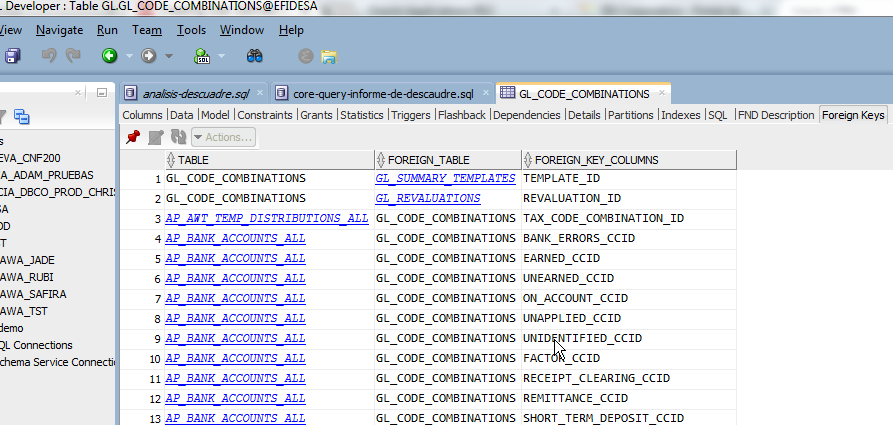 L Developer : Table GL.GL_CODE_COMBINATIONS@EFIDESA
View Navigate Run Team Tools Window Help
SQL
analisis-descuadre.sql core-query-informe-de-descaudre.sql GL_CODE_COMBINATIONS
Columns Data Model Constraints Grants Statistics Triggers Flashback Dependencies Details Partitions Indexes SQL FND Description Foreign Keys
Actions...
s
EVA_CNF200
A_ADAM_PRUEBAS
CIA_DBCO_PROD_CHRIS
SA
OD
T
AWA_JADE
AWA_RUBI
AWA_SAFIRA
AWA_TST
demo
QL Connections
chema Service Connecti
TABLE FOREIGN_TABLE FOREIGN_KEY_COLUMNS
1 GL_CODE_COMBINATIONS GL_SUMMARY_TEMPLATES TEMPLATE_ID
2 GL_CODE_COMBINATIONS GL_REVALUATIONS REVALUATION_ID
3 AP_AWT_TEMP_DISTRIBUTIONS_ALL GL_CODE_COMBINATIONS TAX_CODE_COMBINATION_ID
4 AP_BANK_ACCOUNTS_ALL GL_CODE_COMBINATIONS BANK_ERRORS_CCID
5 AP_BANK_ACCOUNTS_ALL GL_CODE_COMBINATIONS EARNED_CCID
6 AP_BANK_ACCOUNTS_ALL GL_CODE_COMBINATIONS UNEARNED_CCID
7 AP_BANK_ACCOUNTS_ALL GL_CODE_COMBINATIONS ON_ACCOUNT_CCID
8 AP_BANK_ACCOUNTS_ALL GL_CODE_COMBINATIONS UNAPPLIED_CCID
9 AP_BANK_ACCOUNTS_ALL GL_CODE_COMBINATIONS UNIDENTIFIED_CCID
10 AP_BANK_ACCOUNTS_ALL GL_CODE_COMBINATIONS FACTOR_CCID
11 AP_BANK_ACCOUNTS_ALL GL_CODE_COMBINATIONS RECEIPT_CLEARING_CCID
12 AP_BANK_ACCOUNTS_ALL GL_CODE_COMBINATIONS REMITTANCE_CCID
13 AP_BANK_ACCOUNTS_ALL GL_CODE_COMBINATIONS SHORT_TERM_DEPOSIT_CCID